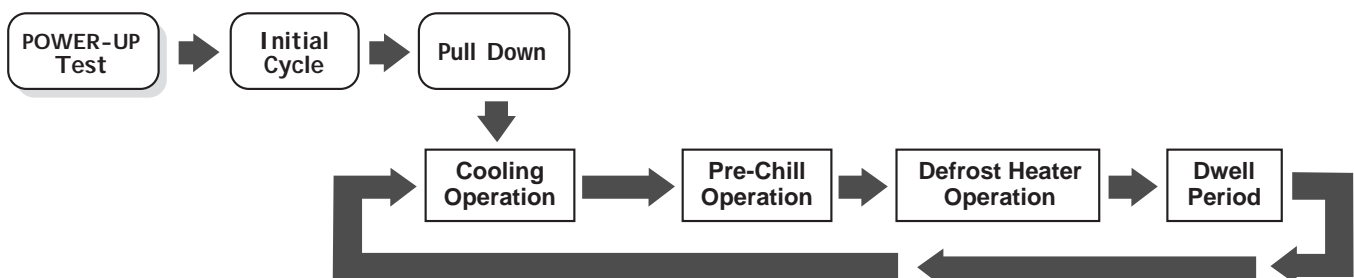 POWER-UP
Test
Initial
Cycle
Pull Down
Cooling
Operation
Pre-Chill
Operation
Defrost Heater
Operation
Dwell
Period